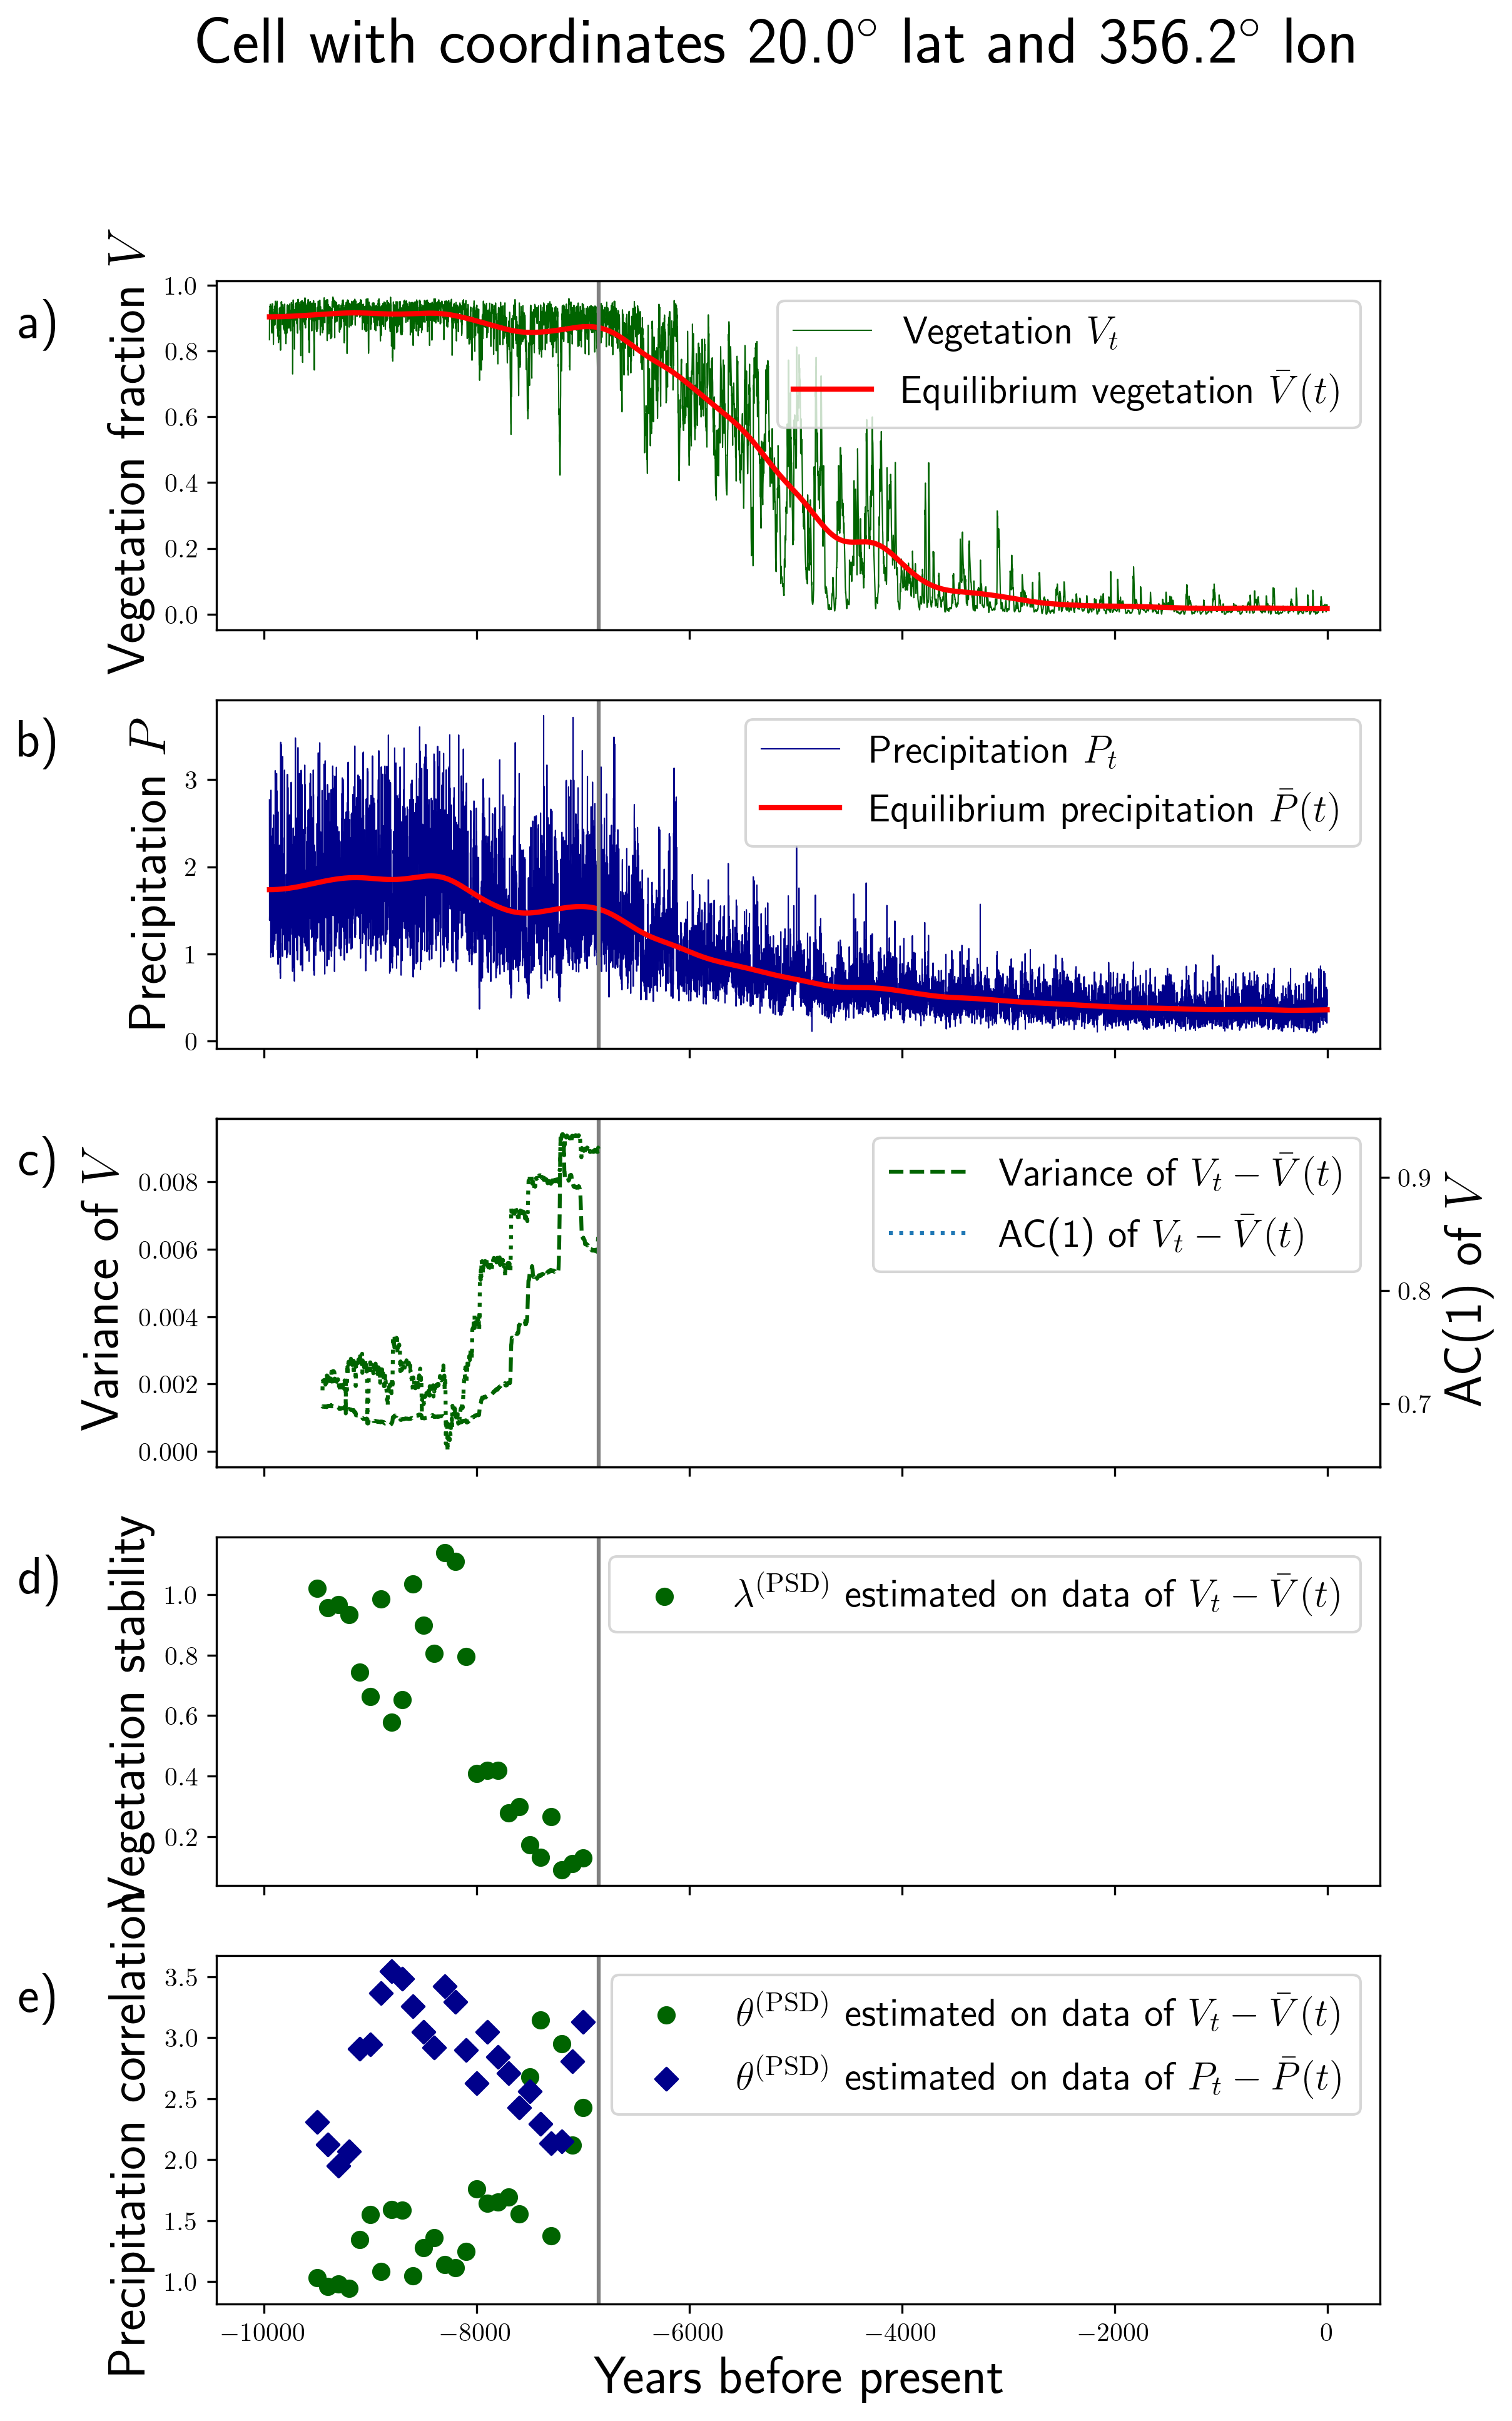 Cell with coordinates 20.0° lat and 356.2° lon
a)
Vegetation fraction V
1.0
0.8
0.6
0.4
0.2
0.0
Vegetation V_t
Equilibrium vegetation V̄(t)
b)
Precipitation P
3
2
1
0
Precipitation P_t
Equilibrium precipitation P̄(t)
c)
Variance of V
0.008
0.006
0.004
0.002
0.000
Variance of V_t − V̄(t)
AC(1) of V_t − V̄(t)
0.9
0.8
0.7
AC(1) of V
d)
Vegetation stability
1.0
0.8
0.6
0.4
0.2
λ^(PSD) estimated on data of V_t − V̄(t)
e)
Precipitation correlation
3.5
3.0
2.5
2.0
1.5
1.0
θ^(PSD) estimated on data of V_t − V̄(t)
θ^(PSD) estimated on data of P_t − P̄(t)
−10000 −8000 −6000 −4000 −2000 0
Years before present